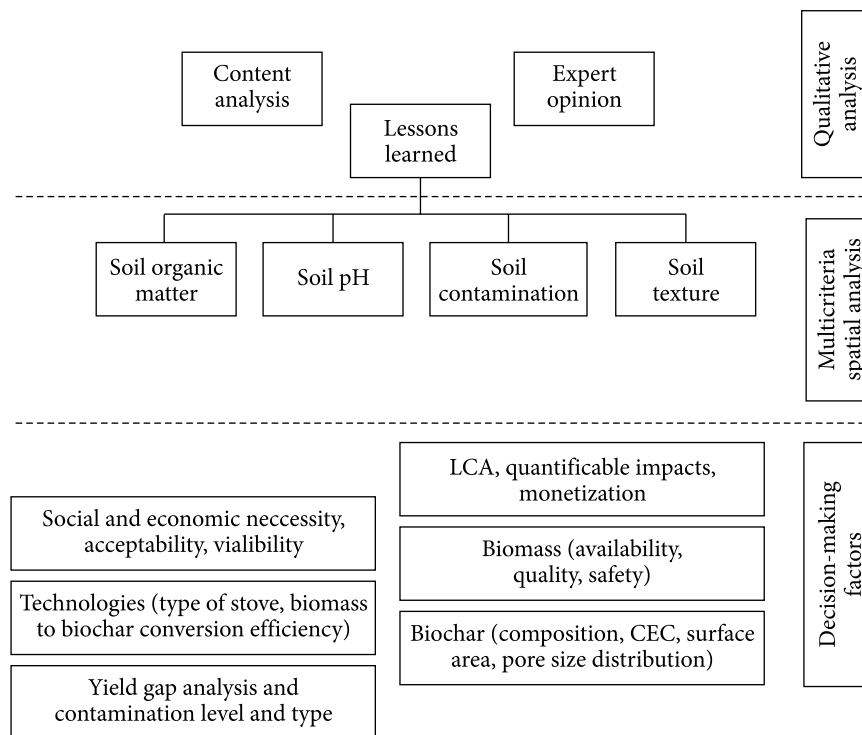 Content
analysis
Expert
opinion
Lessons
learned
Qualitative
analysis
Soil organic
matter
Soil pH
Soil
contamination
Soil
texture
Multicriteria
spatial analysis
LCA, quantificable impacts,
monetization
Social and economic neccessity,
acceptability, vialibility
Biomass (availability,
quality, safety)
Technologies (type of stove, biomass
to biochar conversion efficiency)
Biochar (composition, CEC, surface
area, pore size distribution)
Yield gap analysis and
contamination level and type
Decision-making
factors